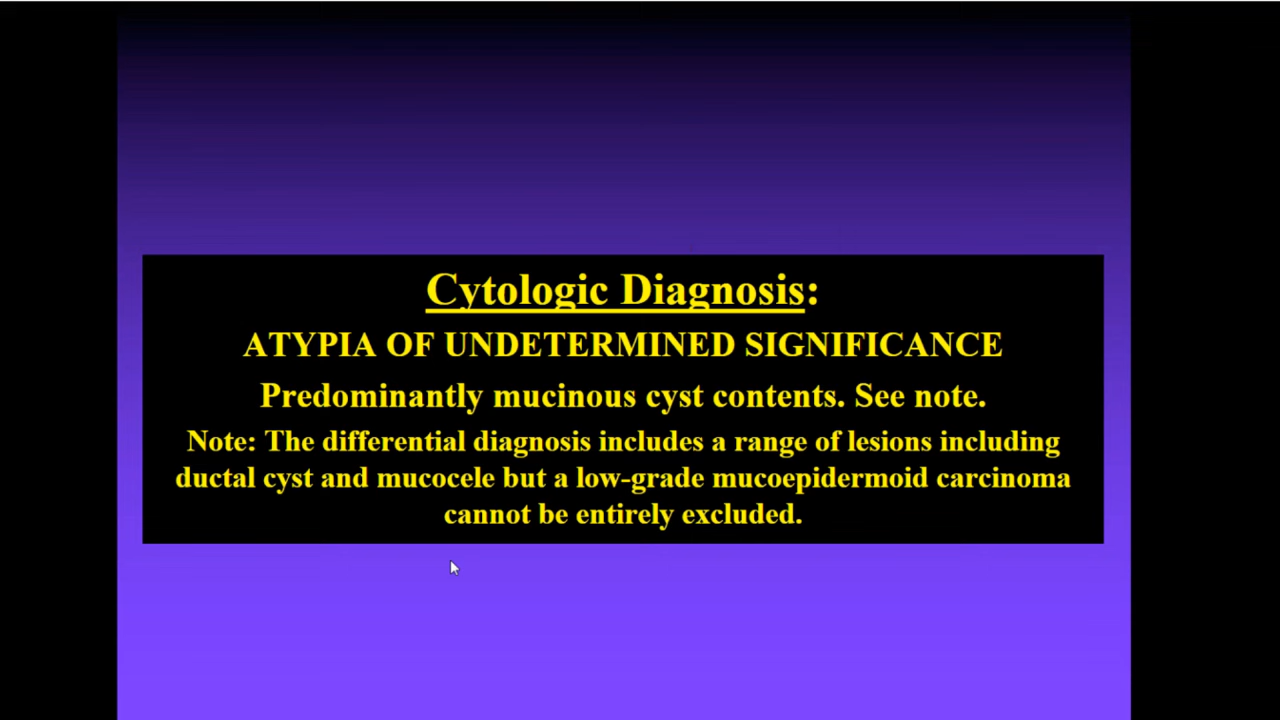 Cytologic Diagnosis:
ATYPIA OF UNDETERMINED SIGNIFICANCE
Predominantly mucinous cyst contents. See note.
Note: The differential diagnosis includes a range of lesions including
ductal cyst and mucocele but a low-grade mucoepidermoid carcinoma
cannot be entirely excluded.